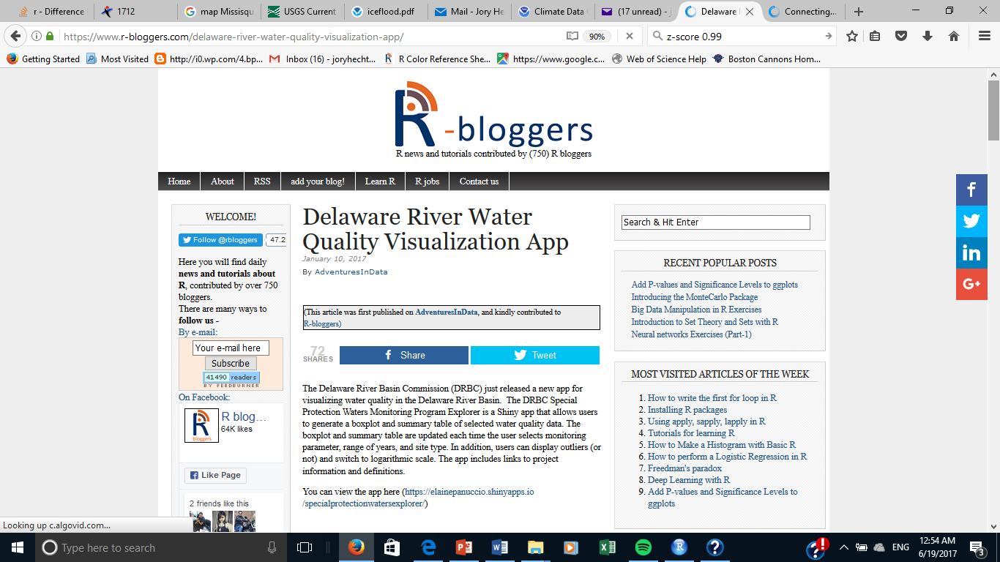 r - Difference
1712
map Missisqu
USGS Current
iceflood.pdf
Mail - Jory He
Climate Data
(17 unread) - j
Delaware
Connecting...
https://www.r-bloggers.com/delaware-river-water-quality-visualization-app/
90%
z-score 0.99
Getting Started
Most Visited
http://i0.wp.com/4.bp...
Inbox (16) - joryhecht...
R Color Reference She...
https://www.google.c...
Web of Science Help
Boston Cannons Hom...
R-bloggers
R news and tutorials contributed by (750) R bloggers
Home About RSS add your blog! Learn R R jobs Contact us
WELCOME!
Follow @rbloggers 47.2
Here you will find daily
news and tutorials about
R, contributed by over 750
bloggers.
There are many ways to
follow us -
By e-mail:
Your e-mail here
Subscribe
41490 readers
BY FEEDBURNER
On Facebook:
R blog...
64K likes
bloggers
Like Page
2 friends like this
Delaware River Water
Quality Visualization App
January 10, 2017
By AdventuresInData
(This article was first published on AdventuresInData, and kindly contributed to
R-bloggers)
72
SHARES
Share
Tweet
The Delaware River Basin Commission (DRBC) just released a new app for
visualizing water quality in the Delaware River Basin. The DRBC Special
Protection Waters Monitoring Program Explorer is a Shiny app that allows users
to generate a boxplot and summary table of selected water quality data. The
boxplot and summary table are updated each time the user selects monitoring
parameter, range of years, and site type. In addition, users can display outliers (or
not) and switch to logarithmic scale. The app includes links to project
information and definitions.
You can view the app here (https://elainepanuccio.shinyapps.io
/specialprotectionwatersexplorer/)
Search & Hit Enter
RECENT POPULAR POSTS
Add P-values and Significance Levels to ggplots
Introducing the MonteCarlo Package
Big Data Manipulation in R Exercises
Introduction to Set Theory and Sets with R
Neural networks Exercises (Part-1)
MOST VISITED ARTICLES OF THE WEEK
1. How to write the first for loop in R
2. Installing R packages
3. Using apply, sapply, lapply in R
4. Tutorials for learning R
5. How to Make a Histogram with Basic R
6. How to perform a Logistic Regression in R
7. Freedman's paradox
8. Deep Learning with R
9. Add P-values and Significance Levels to
ggplots
Looking up c.algovid.com...
Type here to search
ENG
12:54 AM
6/19/2017
3